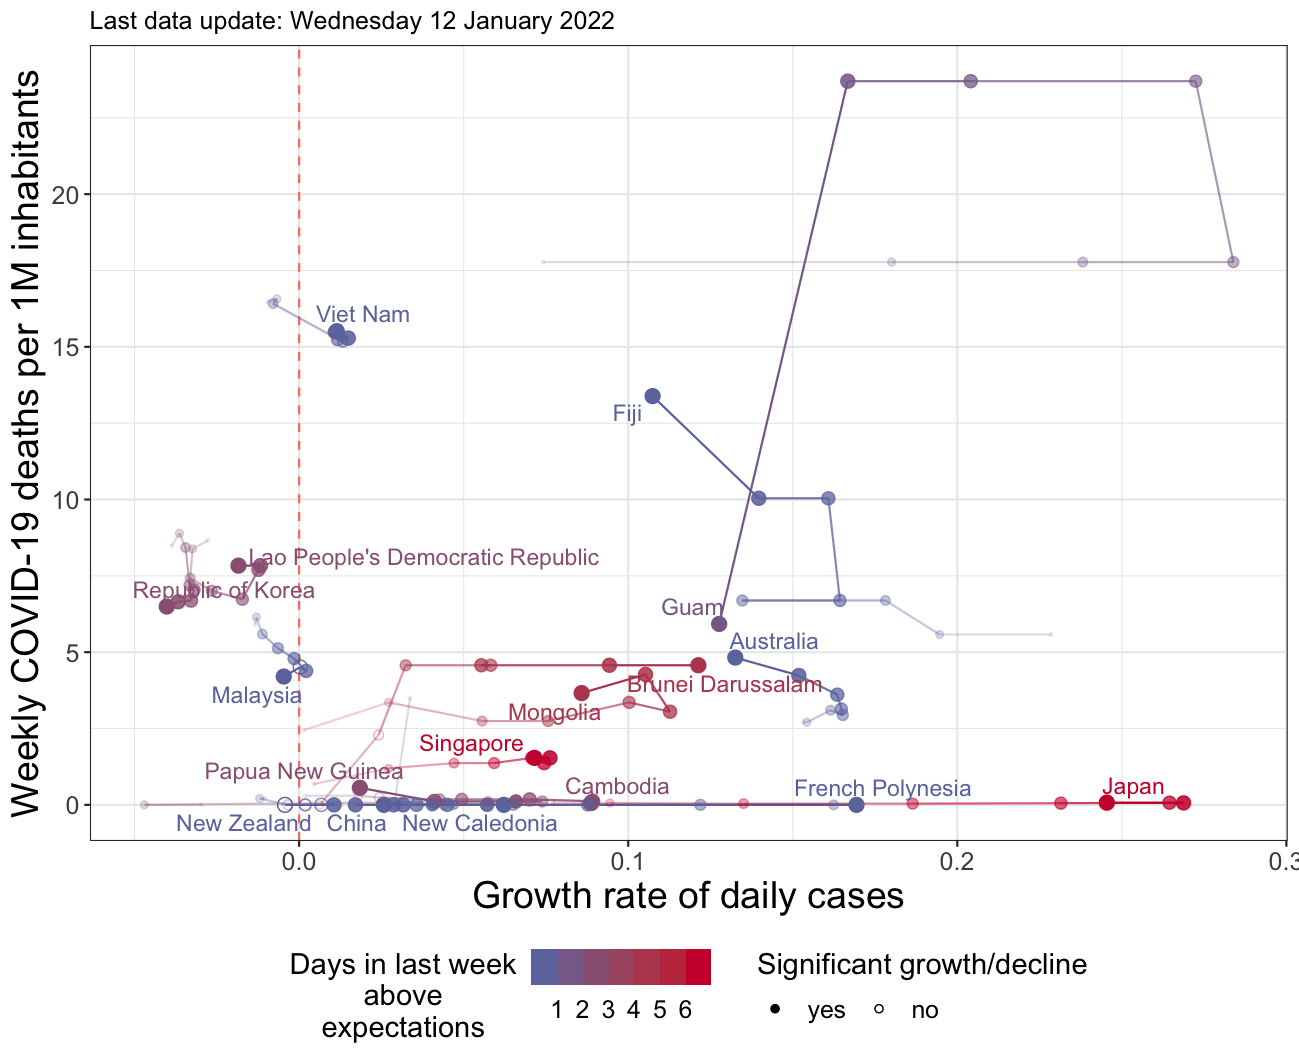 Last data update: Wednesday 12 January 2022
Weekly COVID-19 deaths per 1M inhabitants
20
15
10
5
0
Viet Nam
Fiji
Lao People's Democratic Republic
Republic of Korea
Guam
Australia
Malaysia
Brunei Darussalam
Mongolia
Singapore
Papua New Guinea
Cambodia
French Polynesia
Japan
New Zealand
China
New Caledonia
0.0
0.1
0.2
0.3
Growth rate of daily cases
Days in last week
above
expectations
1 2 3 4 5 6
Significant growth/decline
yes
no